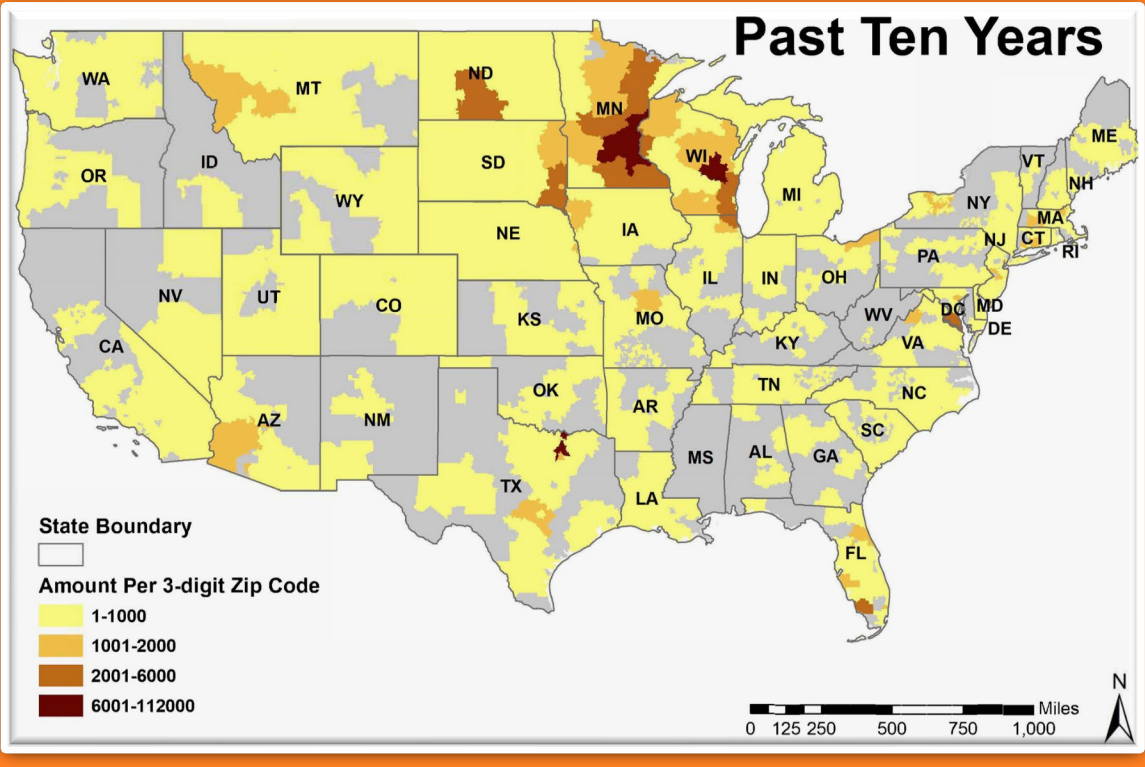 Past Ten Years
WA
MT
ND
MN
ME
OR
ID
SD
WI
VT
NH
WY
MI
NY
MA
NE
IA
CT
RI
NJ
PA
NV
UT
CO
IL
IN
OH
DC
MD
DE
KS
MO
WV
CA
KY
VA
AZ
NM
OK
AR
TN
NC
SC
MS
AL
GA
TX
LA
FL
State Boundary
Amount Per 3-digit Zip Code
1-1000
1001-2000
2001-6000
6001-112000
N
Miles
0 125 250 500 750 1,000